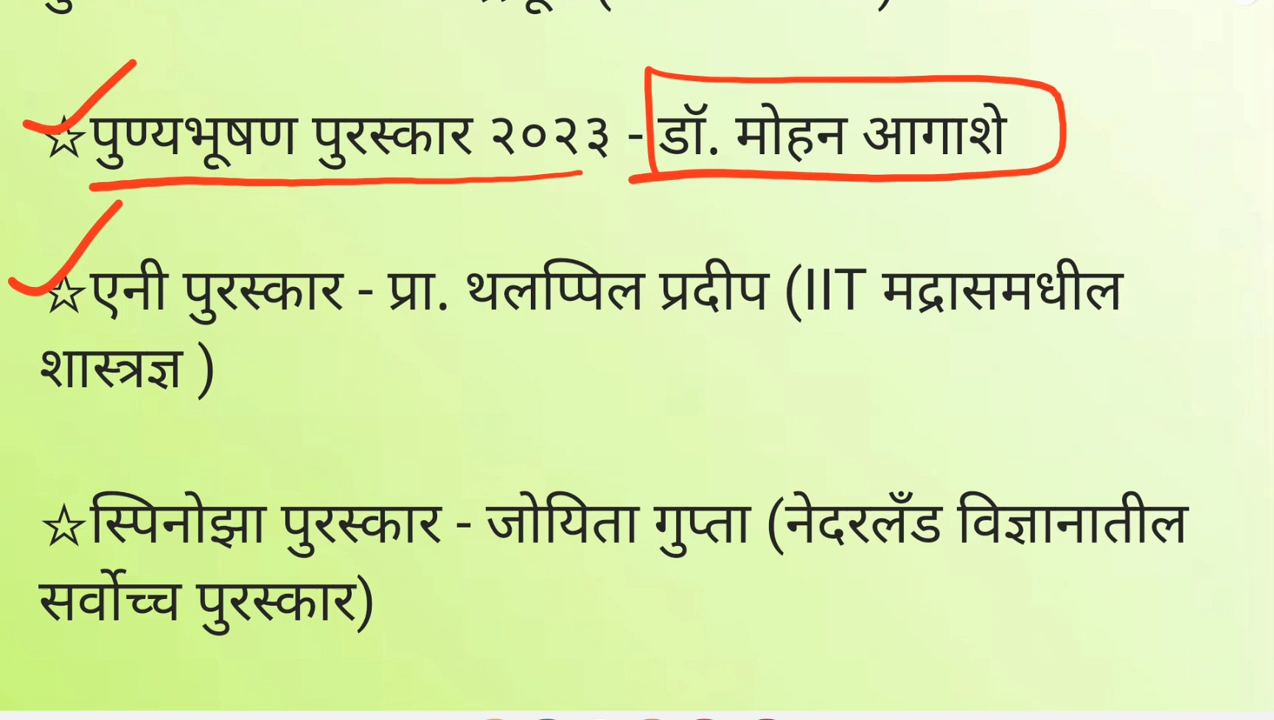 ☆पुण्यभूषण पुरस्कार २०२३ - डॉ. मोहन आगाशे
☆एनी पुरस्कार - प्रा. थलप्पिल प्रदीप (IIT मद्रासमधील
शास्त्रज्ञ )
☆स्पिनोझा पुरस्कार - जोयिता गुप्ता (नेदरलँड विज्ञानातील
सर्वोच्च पुरस्कार)